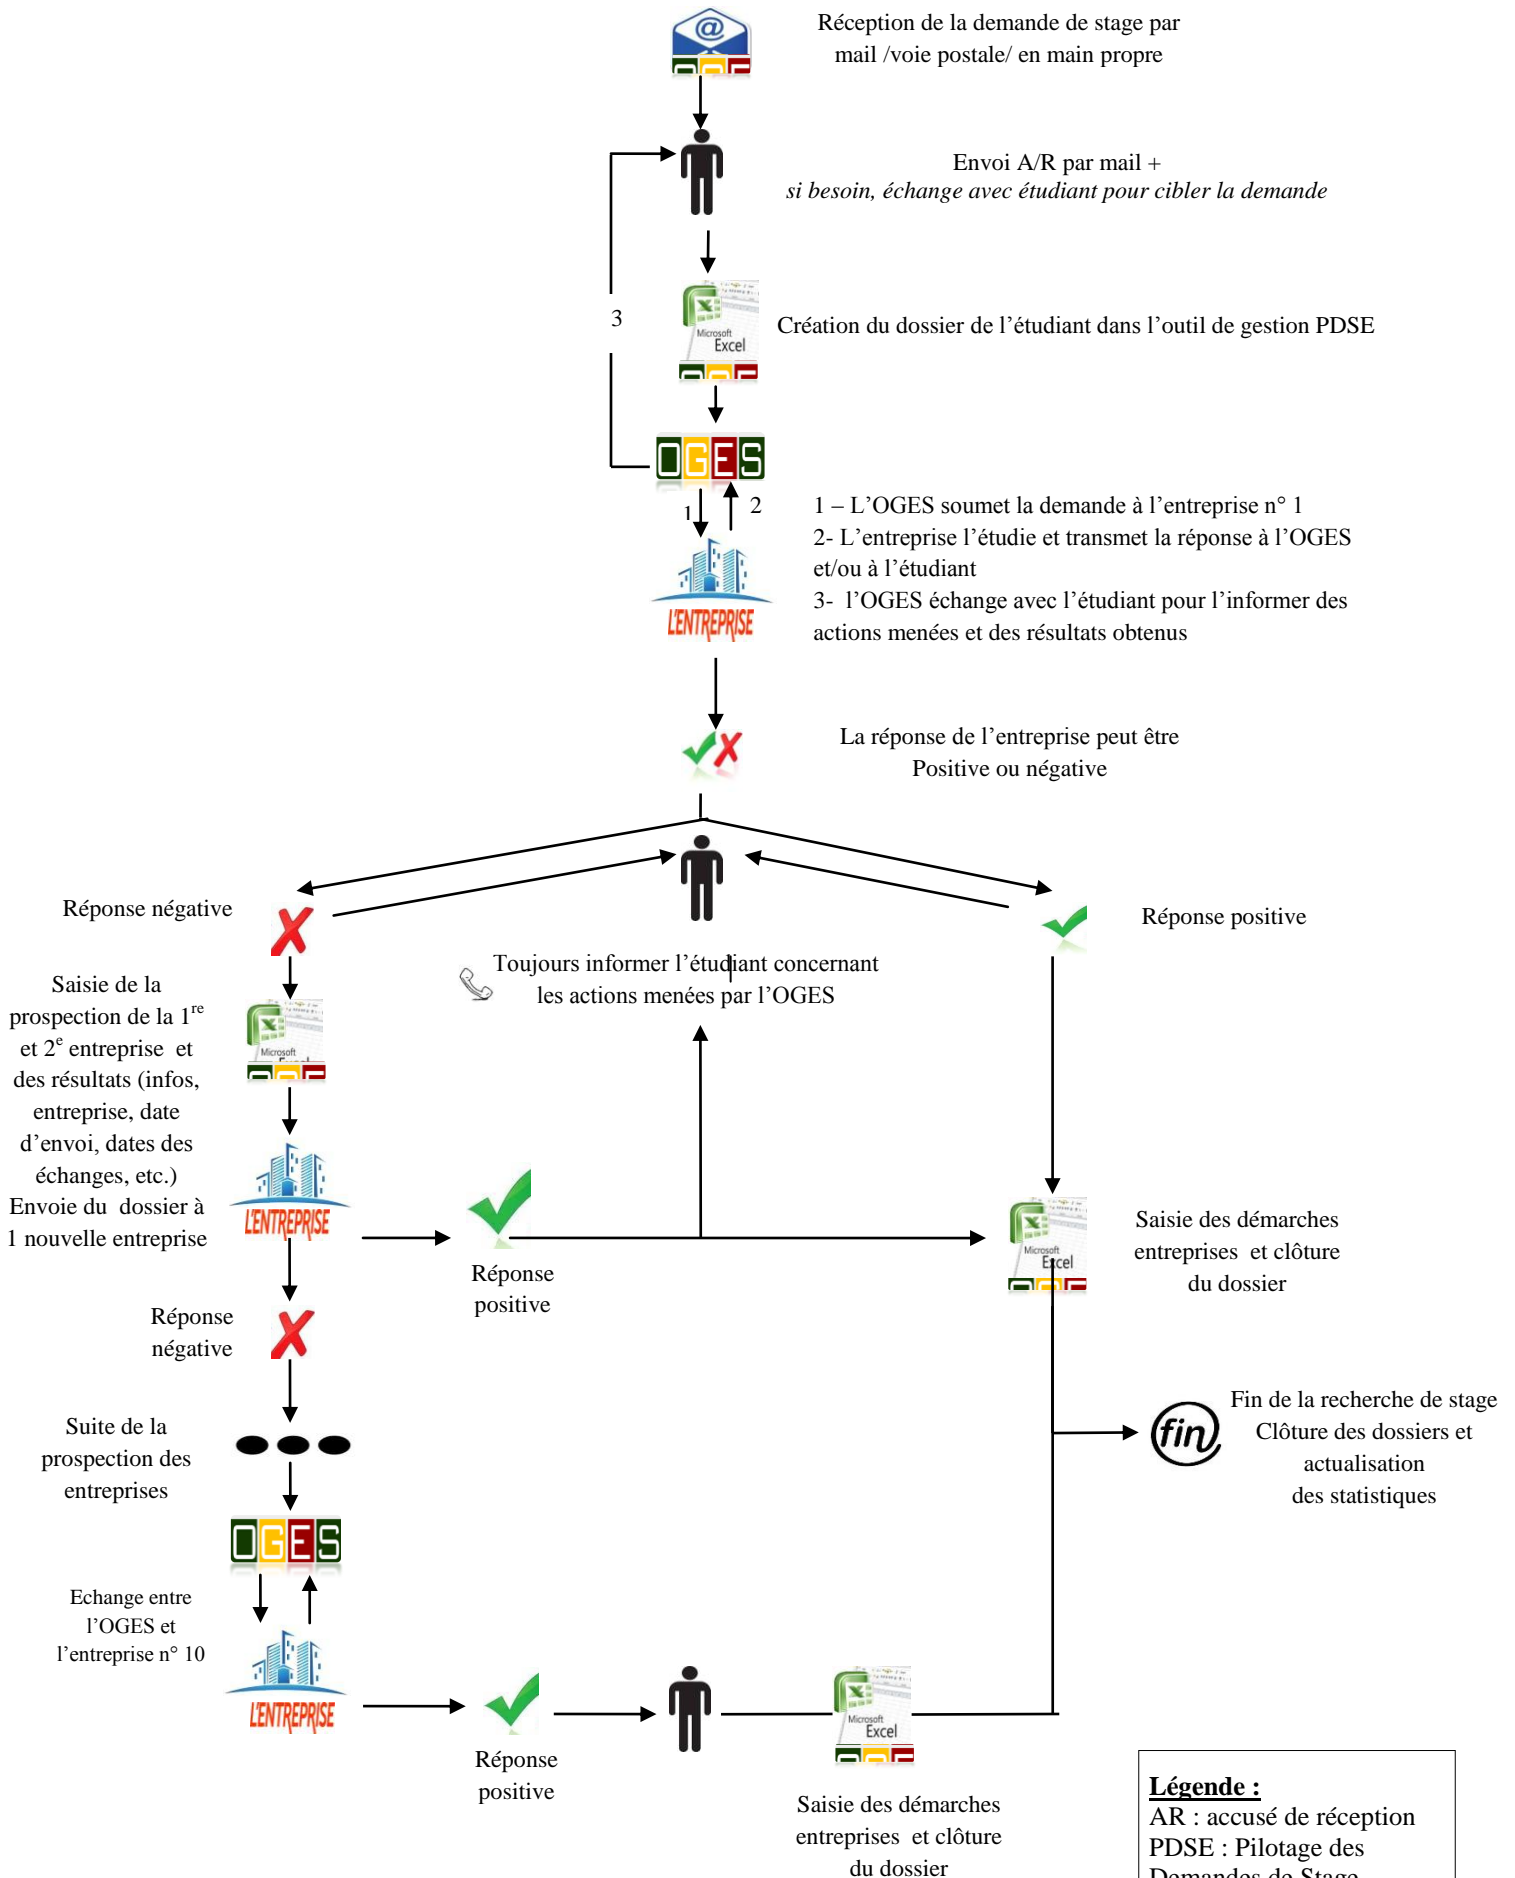 Réception de la demande de stage par
mail /voie postale/ en main propre
Envoi A/R par mail +
si besoin, échange avec étudiant pour cibler la demande
3
Microsoft
Excel
Création du dossier de l’étudiant dans l’outil de gestion PDSE
OGES
1
2
1 – L’OGES soumet la demande à l’entreprise n° 1
2- L’entreprise l’étudie et transmet la réponse à l’OGES
et/ou à l’étudiant
3-  l’OGES échange avec l’étudiant pour l’informer des
actions menées et des résultats obtenus
L'ENTREPRISE
La réponse de l’entreprise peut être
Positive ou négative
Réponse négative
Réponse positive
Toujours informer l’étudiant concernant
les actions menées par l’OGES
Saisie de la
prospection de la 1re
et 2e entreprise  et
des résultats (infos,
entreprise, date
d’envoi, dates des
échanges, etc.)
Envoie du  dossier à
1 nouvelle entreprise
Microsoft
L'ENTREPRISE
Réponse
positive
Microsoft
Excel
Saisie des démarches
entreprises  et clôture
du dossier
Réponse
négative
Suite de la
prospection des
entreprises
fin
Fin de la recherche de stage
Clôture des dossiers et
actualisation
des statistiques
OGES
Echange entre
l’OGES et
l’entreprise n° 10
L'ENTREPRISE
Réponse
positive
Microsoft
Excel
Saisie des démarches
entreprises  et clôture
du dossier
Légende :
AR : accusé de réception
PDSE : Pilotage des
Demandes de Stage